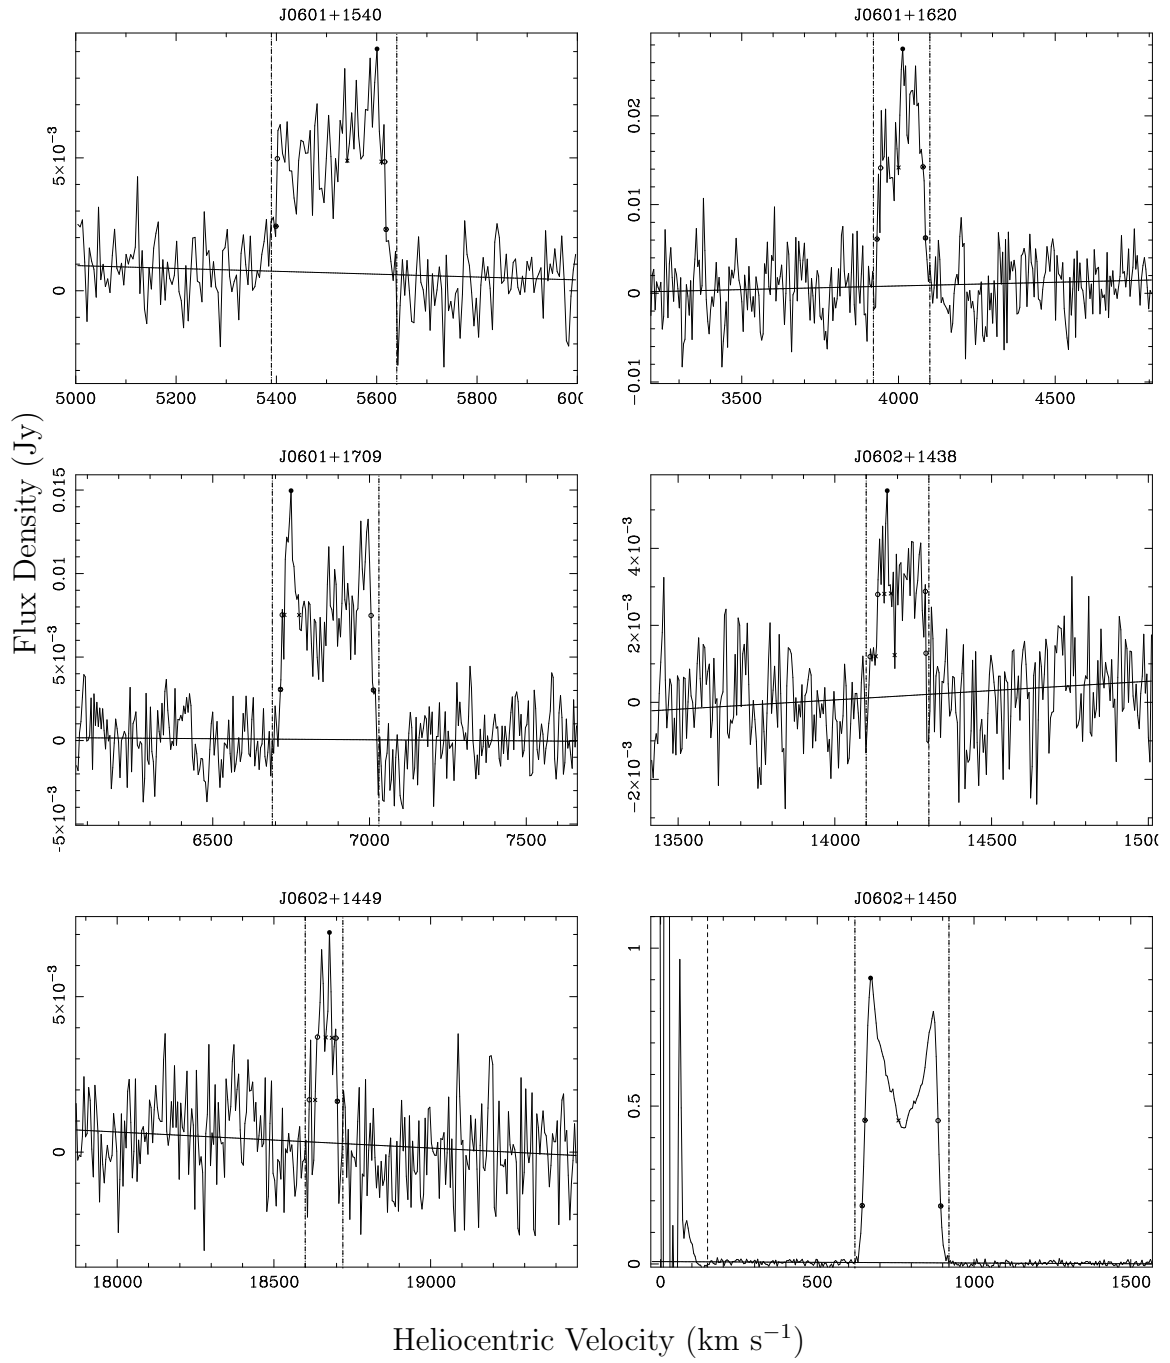 J0601+1540
J0601+1620
5×10⁻³
0
5000 5200 5400 5600 5800 600
0.02
0.01
0
−0.01
3500 4000 4500
Flux Density (Jy)
J0601+1709
J0602+1438
0.015
0.01
5×10⁻³
0
-5×10⁻³
6500 7000 7500
4×10⁻³
2×10⁻³
0
−2×10⁻³
13500 14000 14500 1500
J0602+1449
J0602+1450
5×10⁻³
0
18000 18500 19000
1
0.5
0
0 500 1000 1500
Heliocentric Velocity (km s⁻¹)